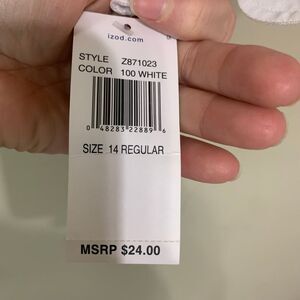 izod.com
STYLE Z871023
COLOR 100 WHITE
0 48283 22889 6
SIZE 14 REGULAR
MSRP $24.00